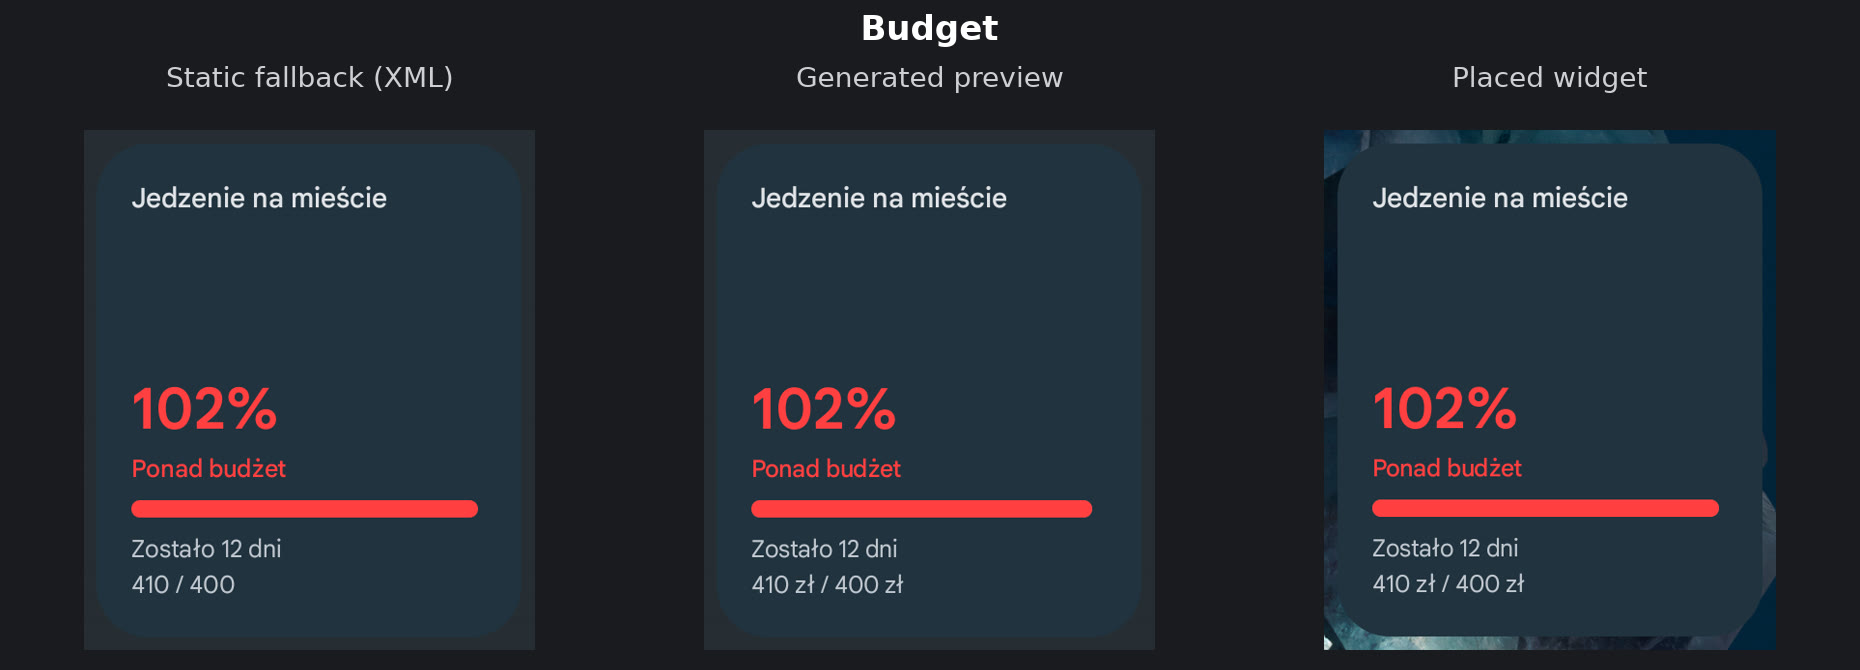 Budget
Static fallback (XML)
Generated preview
Placed widget
Jedzenie na mieście
102%
Ponad budżet
Zostało 12 dni
410 / 400
Jedzenie na mieście
102%
Ponad budżet
Zostało 12 dni
410 zł / 400 zł
Jedzenie na mieście
102%
Ponad budżet
Zostało 12 dni
410 zł / 400 zł